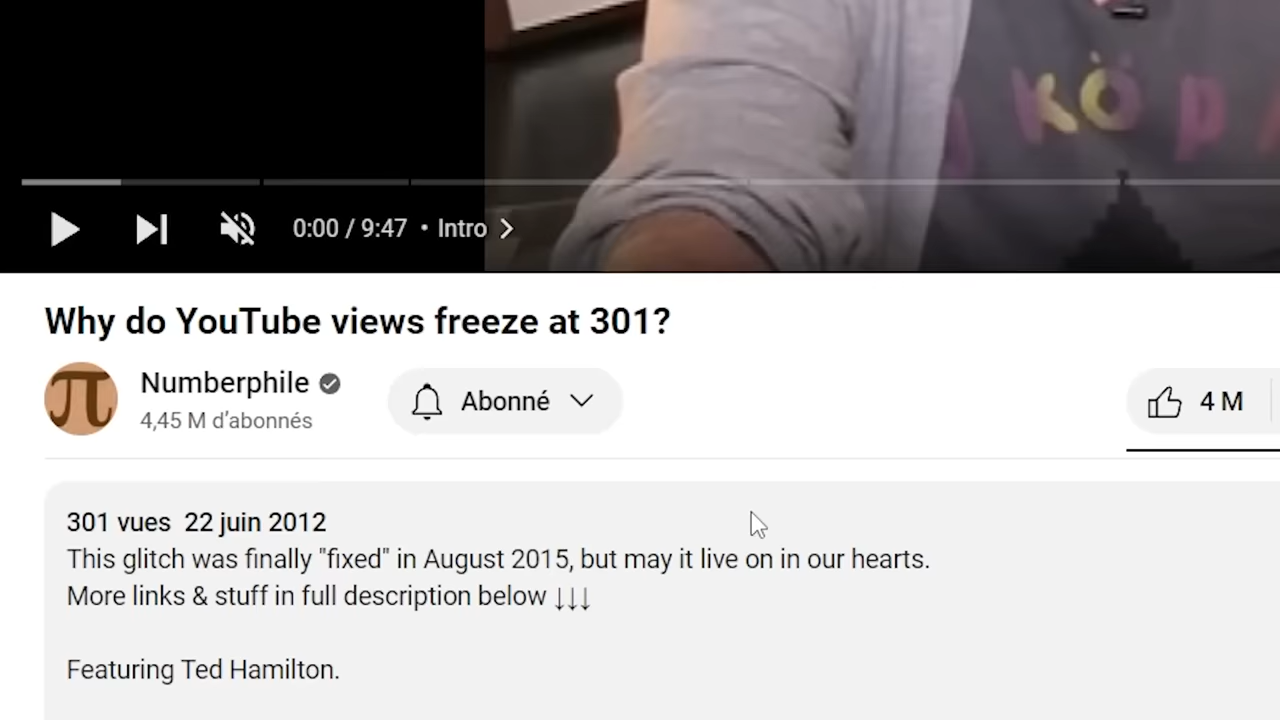 0:00 / 9:47 • Intro
Why do YouTube views freeze at 301?
Numberphile
4,45 M d’abonnés
Abonné
4 M
301 vues 22 juin 2012
This glitch was finally "fixed" in August 2015, but may it live on in our hearts.
More links & stuff in full description below ↓↓↓
Featuring Ted Hamilton.